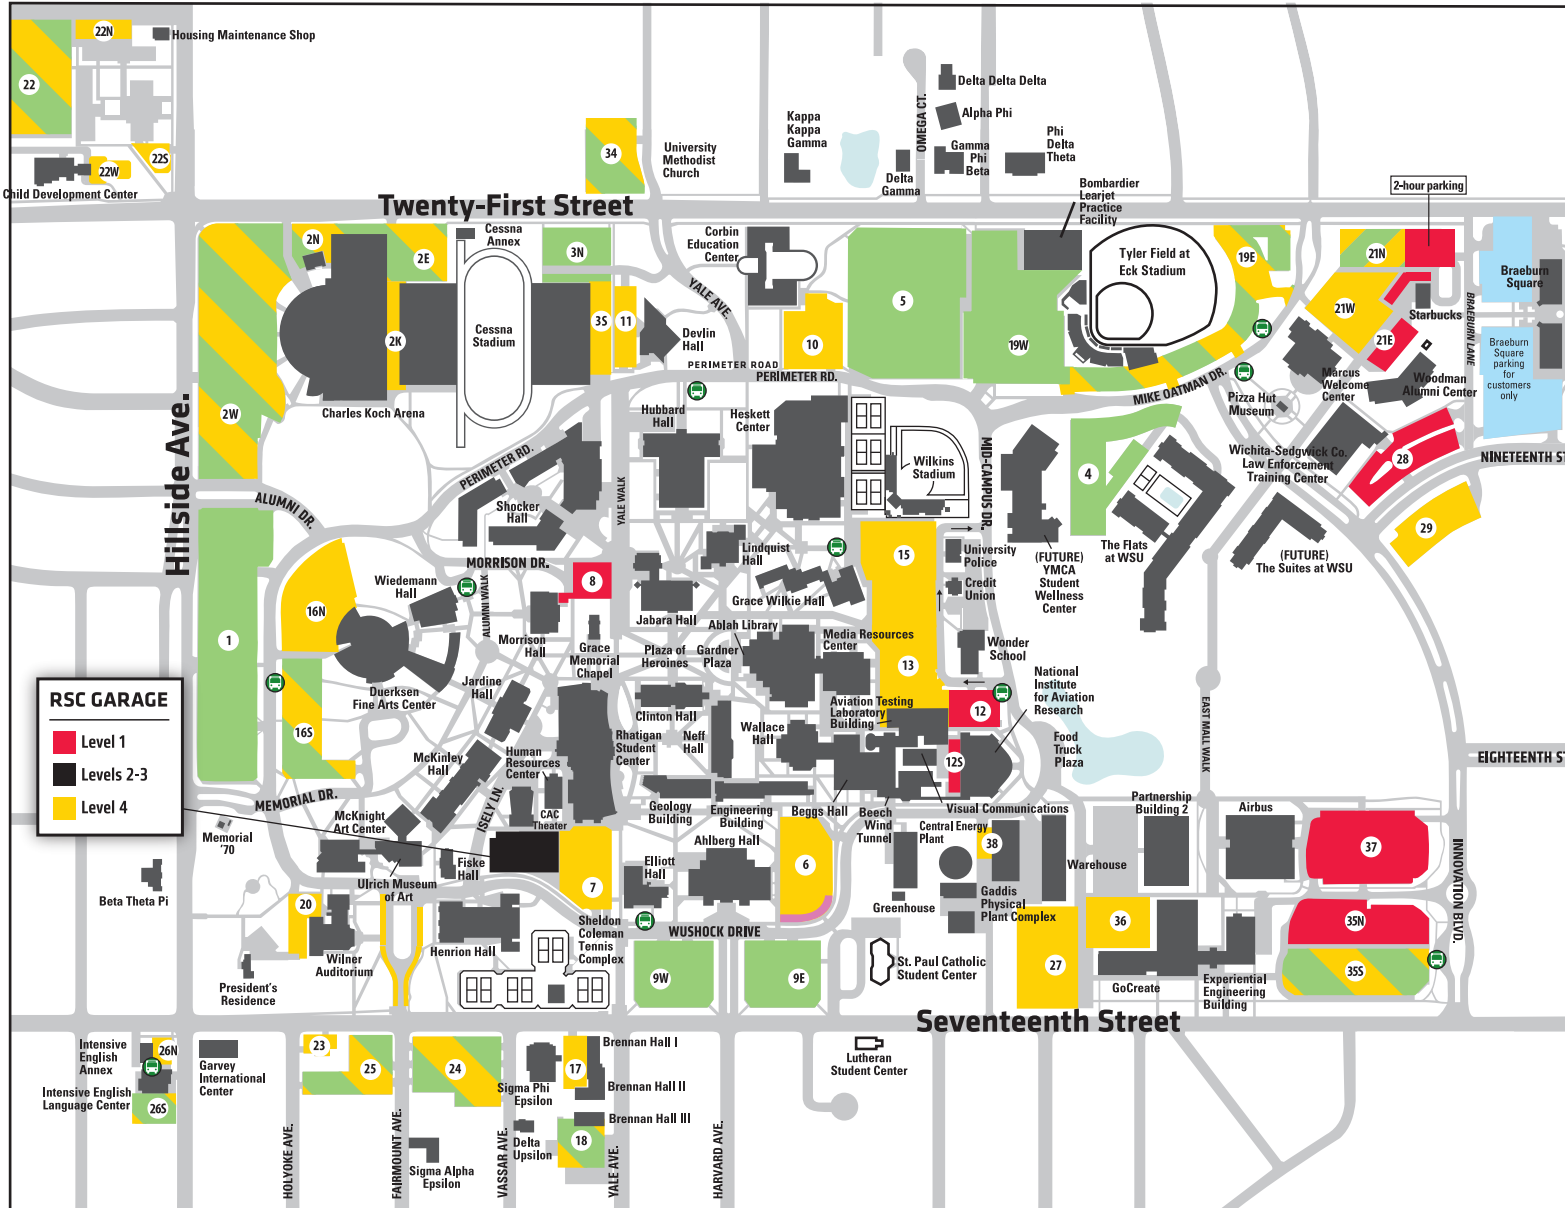 22N
Housing Maintenance Shop
22
22S
22W
Child Development Center
34
University
Methodist
Church
Kappa
Kappa
Gamma
OMEGA CT.
Delta Delta Delta
Alpha Phi
Gamma
Phi
Beta
Delta
Gamma
Phi
Delta
Theta
Bombardier
Learjet
Practice
Facility
2-hour parking
Twenty-First Street
2N
2E
Cessna
Annex
3N
Corbin
Education
Center
YALE AVE.
5
19W
Tyler Field at
Eck Stadium
19E
21N
21W
21E
Starbucks
BRAEBURN LANE
Braeburn
Square
Braeburn
Square
parking
for
customers
only
2K
Cessna
Stadium
3S
11
Devlin
Hall
10
PERIMETER ROAD
PERIMETER RD.
Charles Koch Arena
2W
Hillside Ave.
Hubbard
Hall
Heskett
Center
MIKE OATMAN DR.
Pizza Hut
Museum
Marcus
Welcome
Center
Woodman
Alumni Center
Wichita-Sedgwick Co.
Law Enforcement
Training Center
28
NINETEENTH ST
29
PERIMETER RD.
Shocker
Hall
YALE WALK
Wilkins
Stadium
MID-CAMPUS DR.
4
The Flats
at WSU
(FUTURE)
The Suites at WSU
ALUMNI DR.
MORRISON DR.
8
Lindquist
Hall
15
University
Police
Credit
Union
(FUTURE)
YMCA
Student
Wellness
Center
Wiedemann
Hall
ALUMNI WALK
16N
1
Morrison
Hall
Grace
Memorial
Chapel
Jabara Hall
Grace Wilkie Hall
Ablah Library
Media Resources
Center
Plaza of
Heroines
Gardner
Plaza
13
Wonder
School
National
Institute
for Aviation
Research
Duerksen
Fine Arts Center
Jardine
Hall
RSC GARAGE
Level 1
Levels 2-3
Level 4
16S
Clinton Hall
Aviation Testing
Laboratory
Building
12
12S
Food
Truck
Plaza
EAST MALL WALK
EIGHTEENTH ST
McKinley
Hall
Human
Resources
Center
Rhatigan
Student
Center
Neff
Hall
Wallace
Hall
MEMORIAL DR.
Memorial
'70
McKnight
Art Center
ISELY LN.
CAC
Theater
Geology
Building
Engineering
Building
Beggs Hall
Beech
Wind
Tunnel
Visual Communications
Central Energy
Plant
38
Warehouse
Partnership
Building 2
Airbus
37
INNOVATION BLVD.
Ahlberg Hall
6
Elliott
Hall
7
Fiske
Hall
Ulrich Museum
of Art
Beta Theta Pi
20
Wilner
Auditorium
President's
Residence
Henrion Hall
Sheldon
Coleman
Tennis
Complex
WUSHOCK DRIVE
9W
9E
Greenhouse
Gaddis
Physical
Plant Complex
St. Paul Catholic
Student Center
27
36
GoCreate
Experiential
Engineering
Building
35N
35S
Seventeenth Street
Intensive
English
Annex
26N
Garvey
International
Center
Intensive English
Language Center
26S
23
25
24
Sigma Phi
Epsilon
17
Brennan Hall I
Brennan Hall II
Brennan Hall III
18
Delta
Upsilon
Sigma Alpha
Epsilon
Lutheran
Student Center
HOLYOKE AVE.
FAIRMOUNT AVE.
VASSAR AVE.
YALE AVE.
HARVARD AVE.